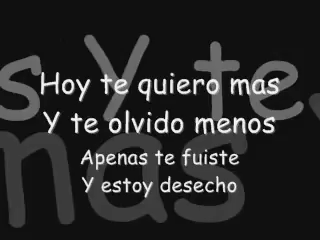 Hoy te quiero mas
Y te olvido menos
Apenas te fuiste
Y estoy desecho